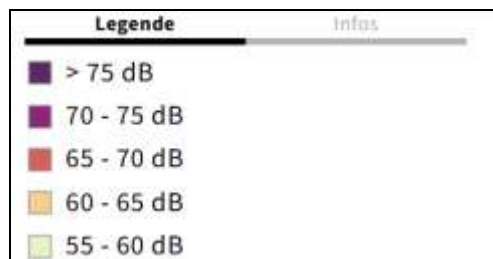 Legende Infos
> 75 dB
70 - 75 dB
65 - 70 dB
60 - 65 dB
55 - 60 dB